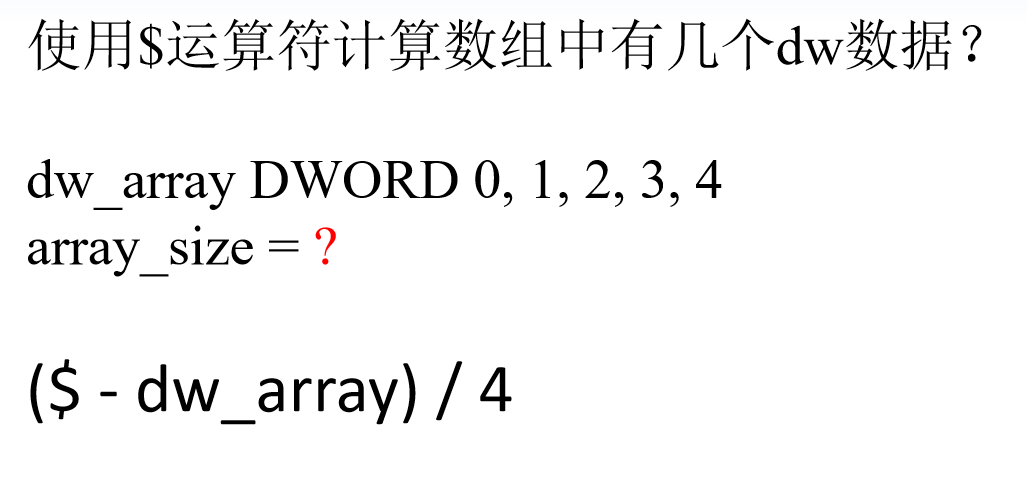 使用$运算符计算数组中有几个dw数据？
dw_array DWORD 0, 1, 2, 3, 4
array_size = ?
($ - dw_array) / 4